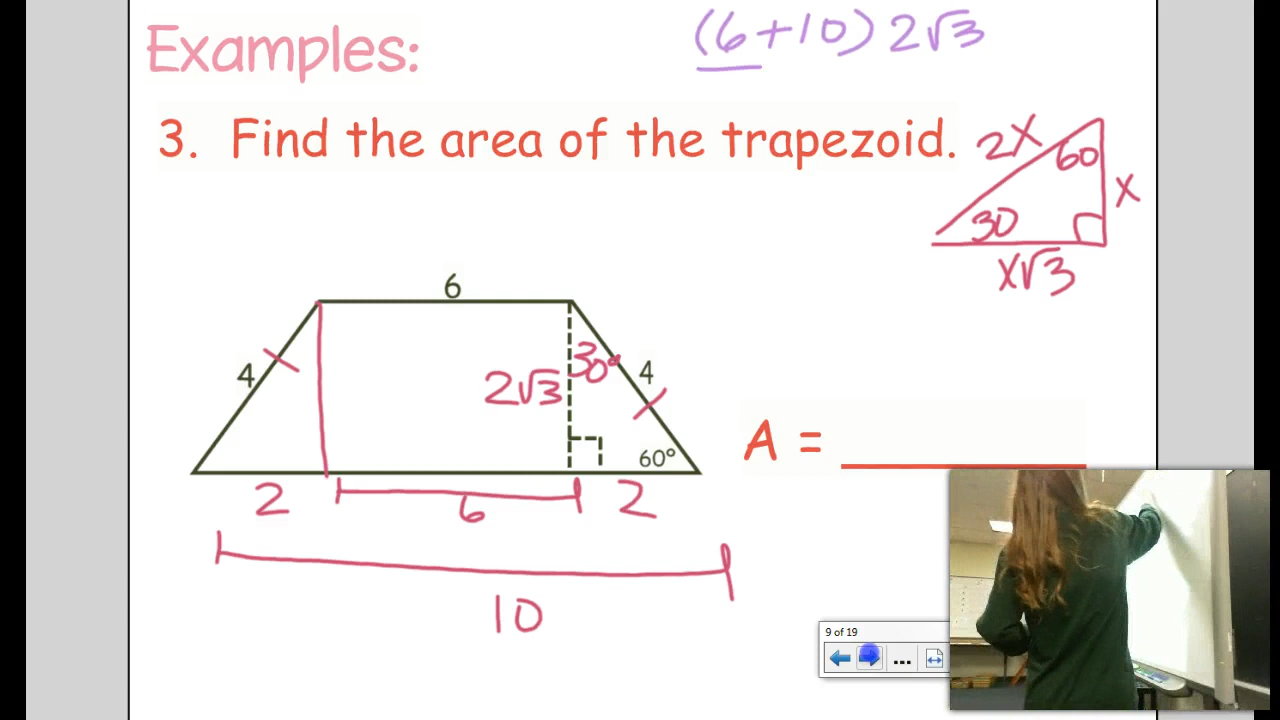 Examples:
(6+10) 2√3
3. Find the area of the trapezoid.
2x
60
x
30
x√3
6
4
2√3
30°
4
60°
A = ________
2
6
2
10
9 of 19
...